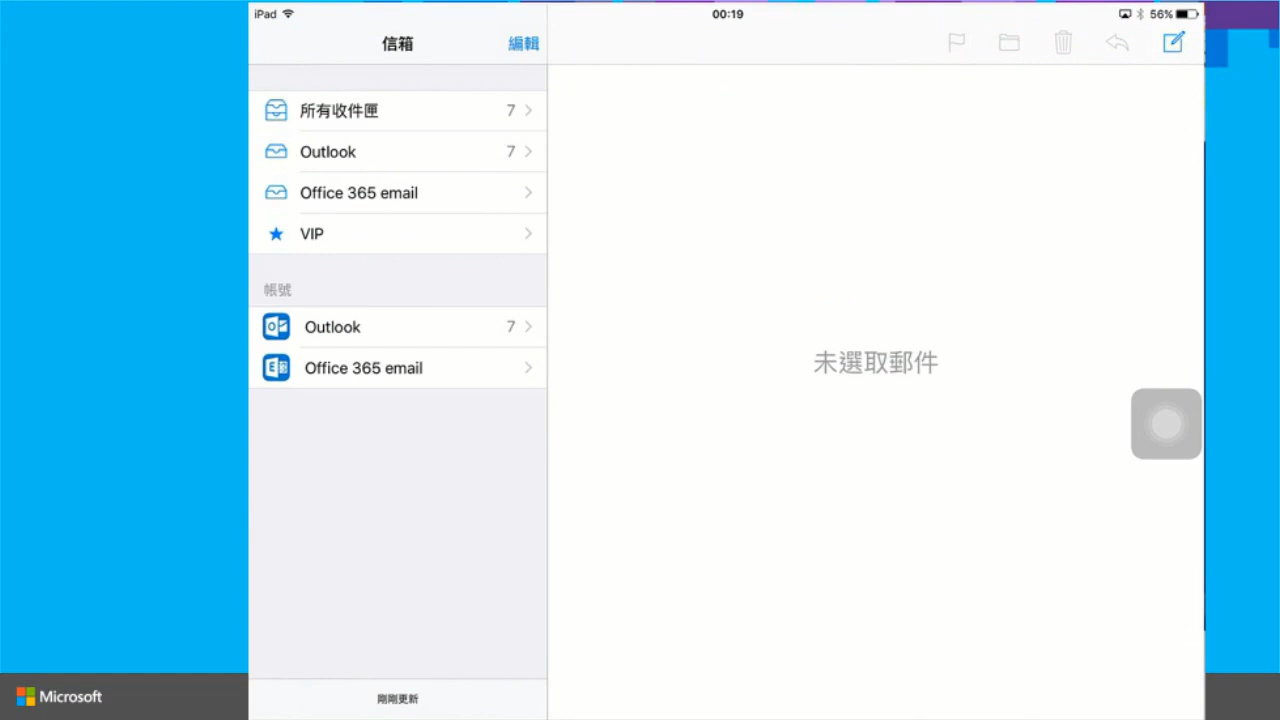 iPad
00:19
56%
信箱
編輯
所有收件匣 7
Outlook 7
Office 365 email
VIP
帳號
Outlook 7
Office 365 email
未選取郵件
剛剛更新
Microsoft